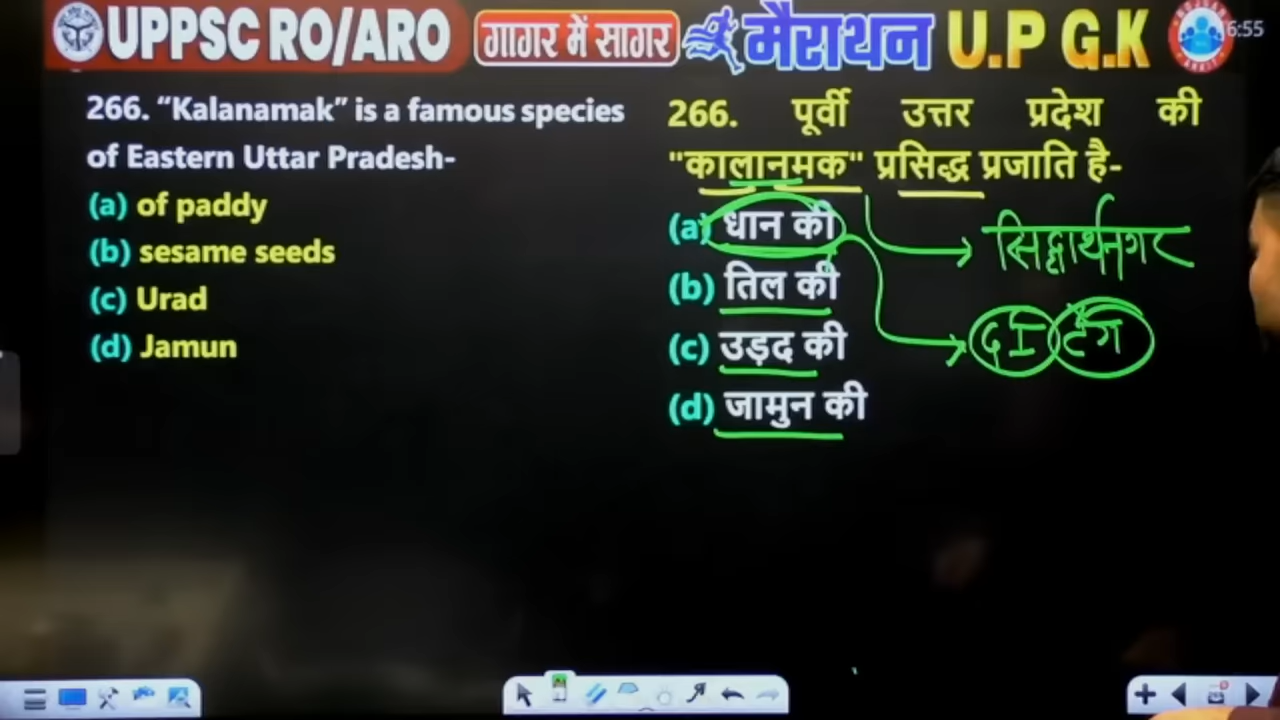 UPPSC RO/ARO गागर में सागर मैराथन U.P G.K
6:55
266. “Kalanamak” is a famous species
of Eastern Uttar Pradesh-
(a) of paddy
(b) sesame seeds
(c) Urad
(d) Jamun
266. पूर्वी उत्तर प्रदेश की
"कालानमक" प्रसिद्ध प्रजाति है-
(a) धान की
(b) तिल की
(c) उड़द की
(d) जामुन की
सिद्धार्थनगर
GI टैग